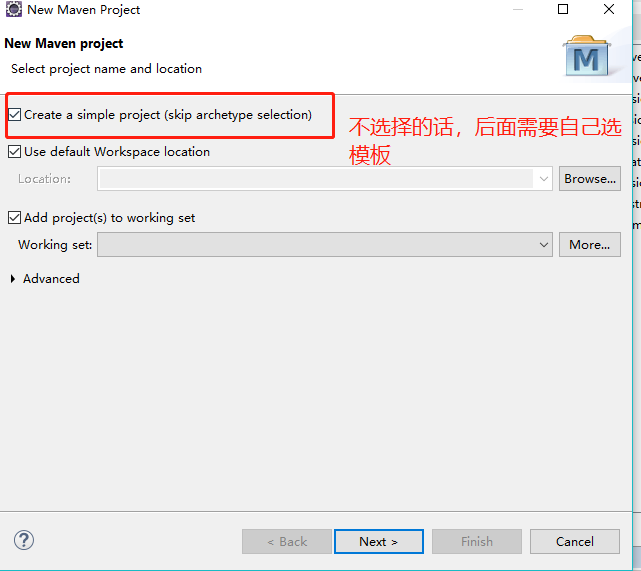 New Maven Project
New Maven project
Select project name and location
M
Create a simple project (skip archetype selection)
不选择的话，后面需要自己选
模板
Use default Workspace location
Location:
Browse...
Add project(s) to working set
Working set:
More...
Advanced
?
< Back
Next >
Finish
Cancel